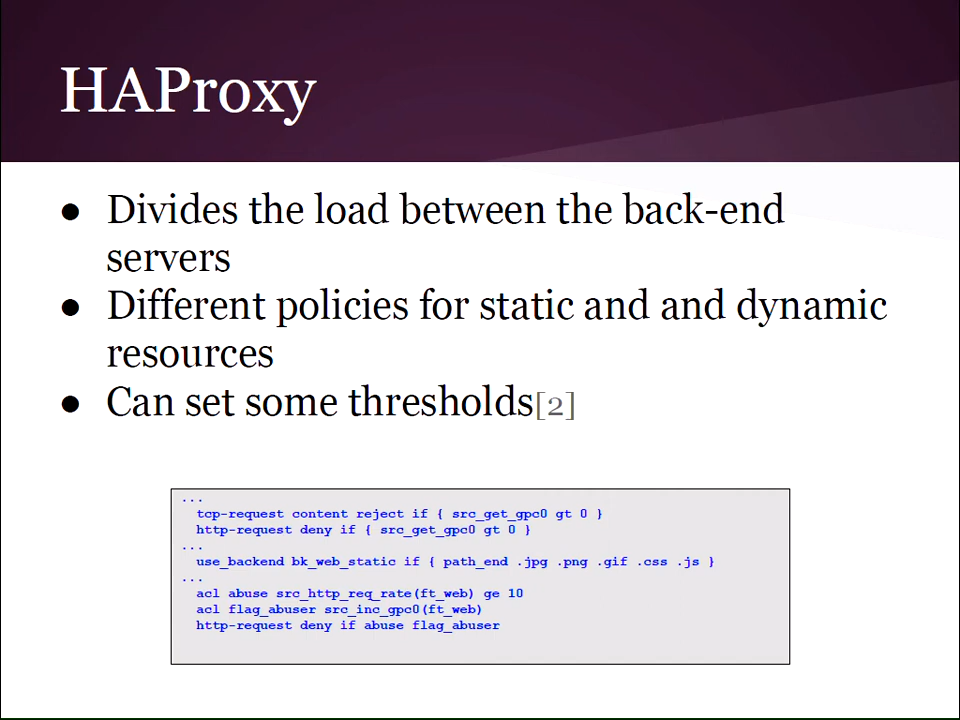 HAProxy
● Divides the load between the back-end
servers
● Different policies for static and and dynamic
resources
● Can set some thresholds[2]
...
tcp-request content reject if { src_get_gpc0 gt 0 }
http-request deny if { src_get_gpc0 gt 0 }
...
use_backend bk_web_static if { path_end .jpg .png .gif .css .js }
...
acl abuse src_http_req_rate(ft_web) ge 10
acl flag_abuser src_inc_gpc0(ft_web)
http-request deny if abuse flag_abuser